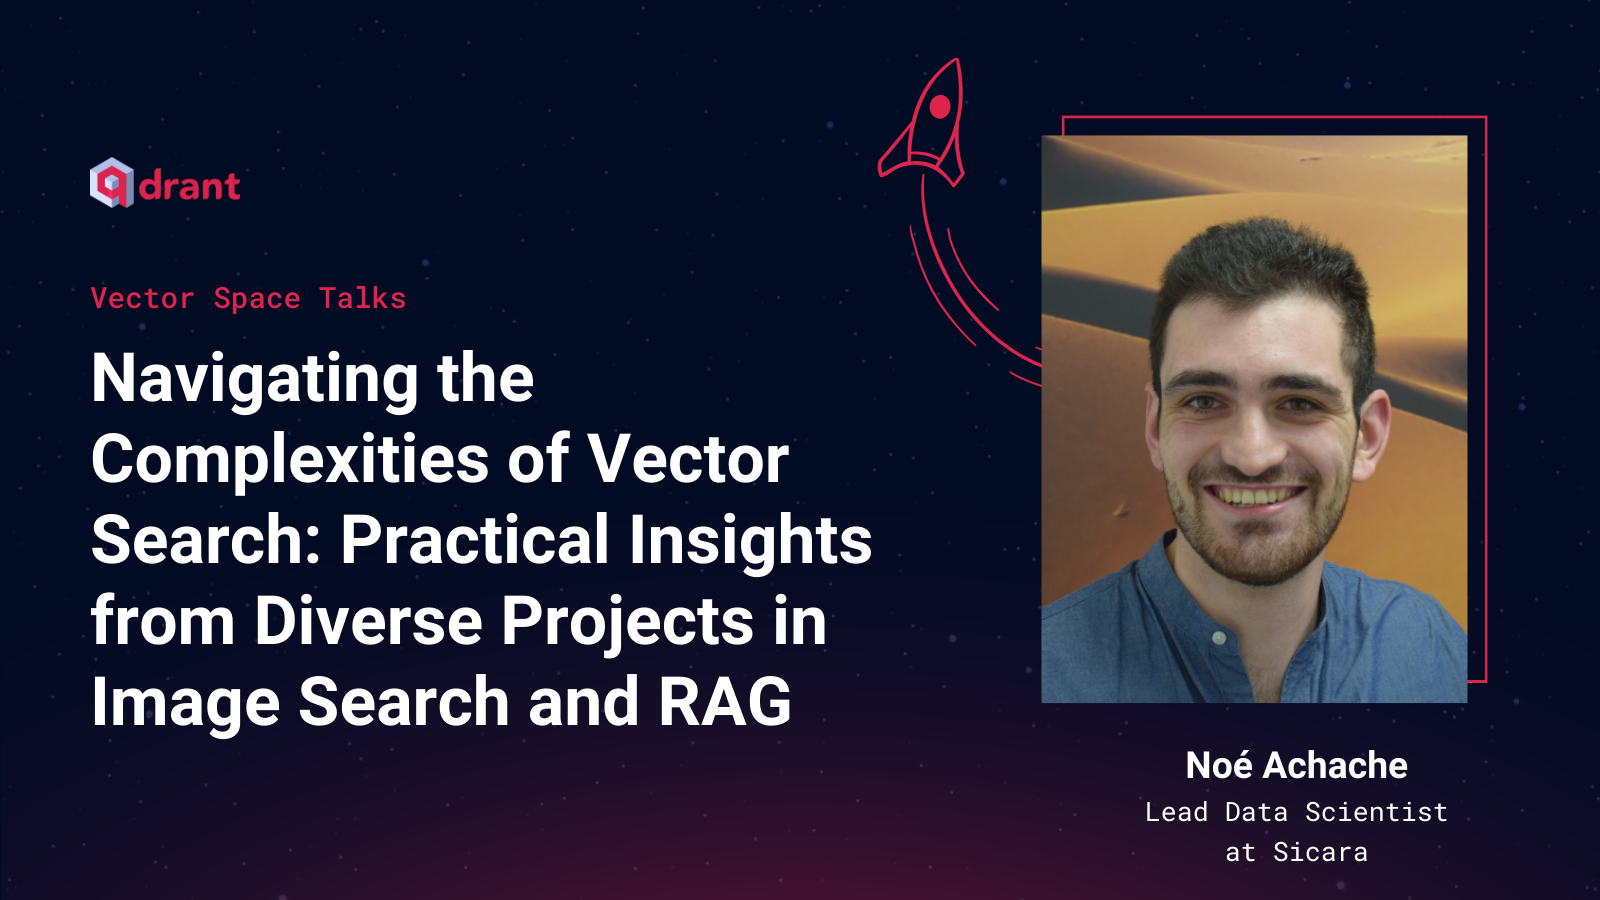 qdrant
Vector Space Talks
Navigating the
Complexities of Vector
Search: Practical Insights
from Diverse Projects in
Image Search and RAG
Noé Achache
Lead Data Scientist
at Sicara